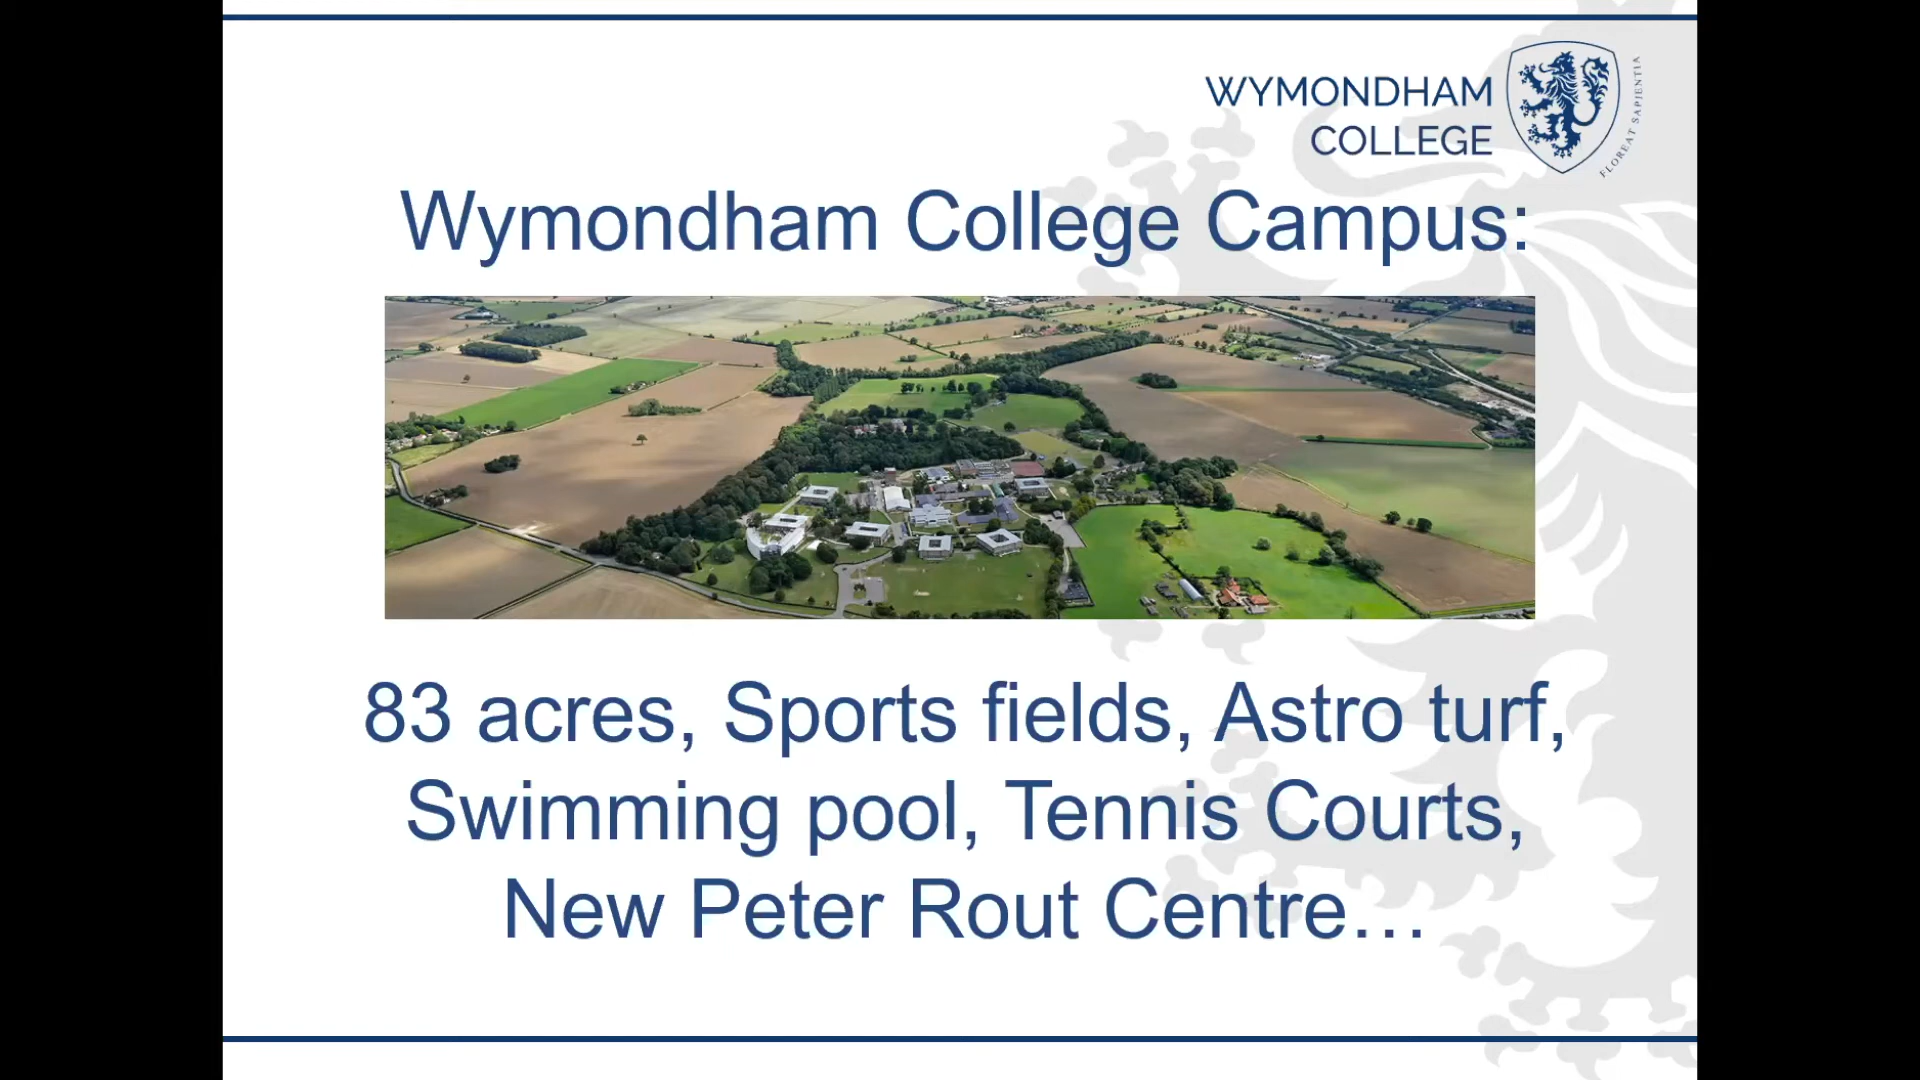 WYMONDHAM
COLLEGE
FLOREAT SAPIENTIA
Wymondham College Campus:
83 acres, Sports fields, Astro turf,
Swimming pool, Tennis Courts,
New Peter Rout Centre…